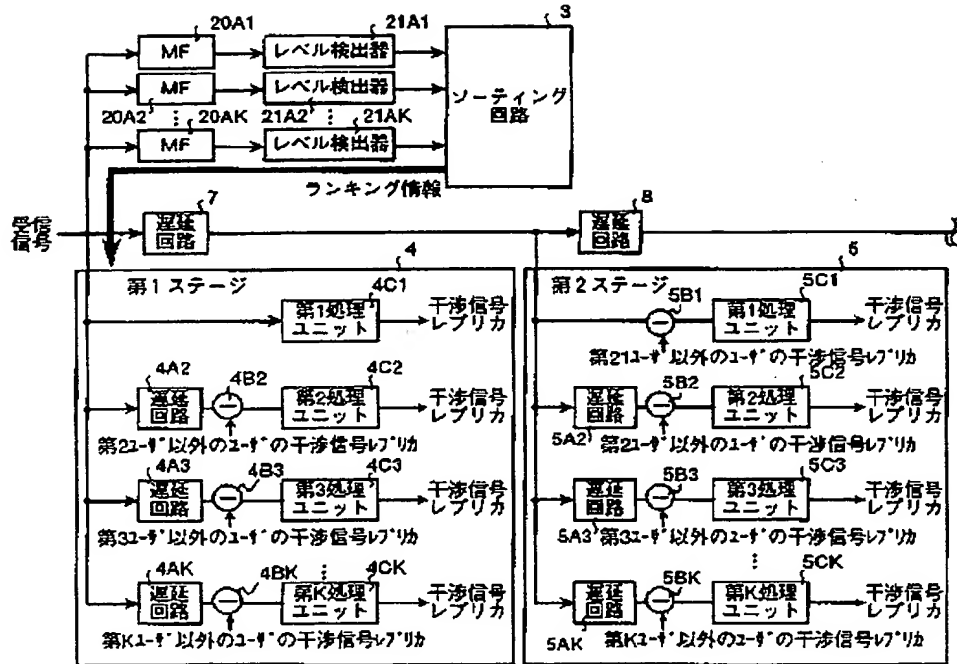 20A1
21A1
3
MF
レベル検出器
MF
レベル検出器
ソーティング
回路
20A2
20AK
21A2
21AK
MF
レベル検出器
ランキング情報
受信
信号
7
遅延
回路
8
遅延
回路
4
第1ステージ
4C1
第1処理
ユニット
干渉信号
レプリカ
4A2
遅延
回路
4B2
4C2
第2処理
ユニット
干渉信号
レプリカ
第2ユーザ以外のユーザの干渉信号レプリカ
4A3
遅延
回路
4B3
4C3
第3処理
ユニット
干渉信号
レプリカ
第3ユーザ以外のユーザの干渉信号レプリカ
4AK
遅延
回路
4BK
4CK
第K処理
ユニット
干渉信号
レプリカ
第Kユーザ以外のユーザの干渉信号レプリカ
第2ステージ
5B1
5C1
第1処理
ユニット
干渉信号
レプリカ
第21ユーザ以外のユーザの干渉信号レプリカ
遅延
回路
5A2
5B2
5C2
第2処理
ユニット
干渉信号
レプリカ
第2ユーザ以外のユーザの干渉信号レプリカ
遅延
回路
5A3
5B3
5C3
第3処理
ユニット
干渉信号
レプリカ
第3ユーザ以外のユーザの干渉信号レプリカ
遅延
回路
5AK
5BK
5CK
第K処理
ユニット
干渉信号
レプリカ
第Kユーザ以外のユーザの干渉信号レプリカ